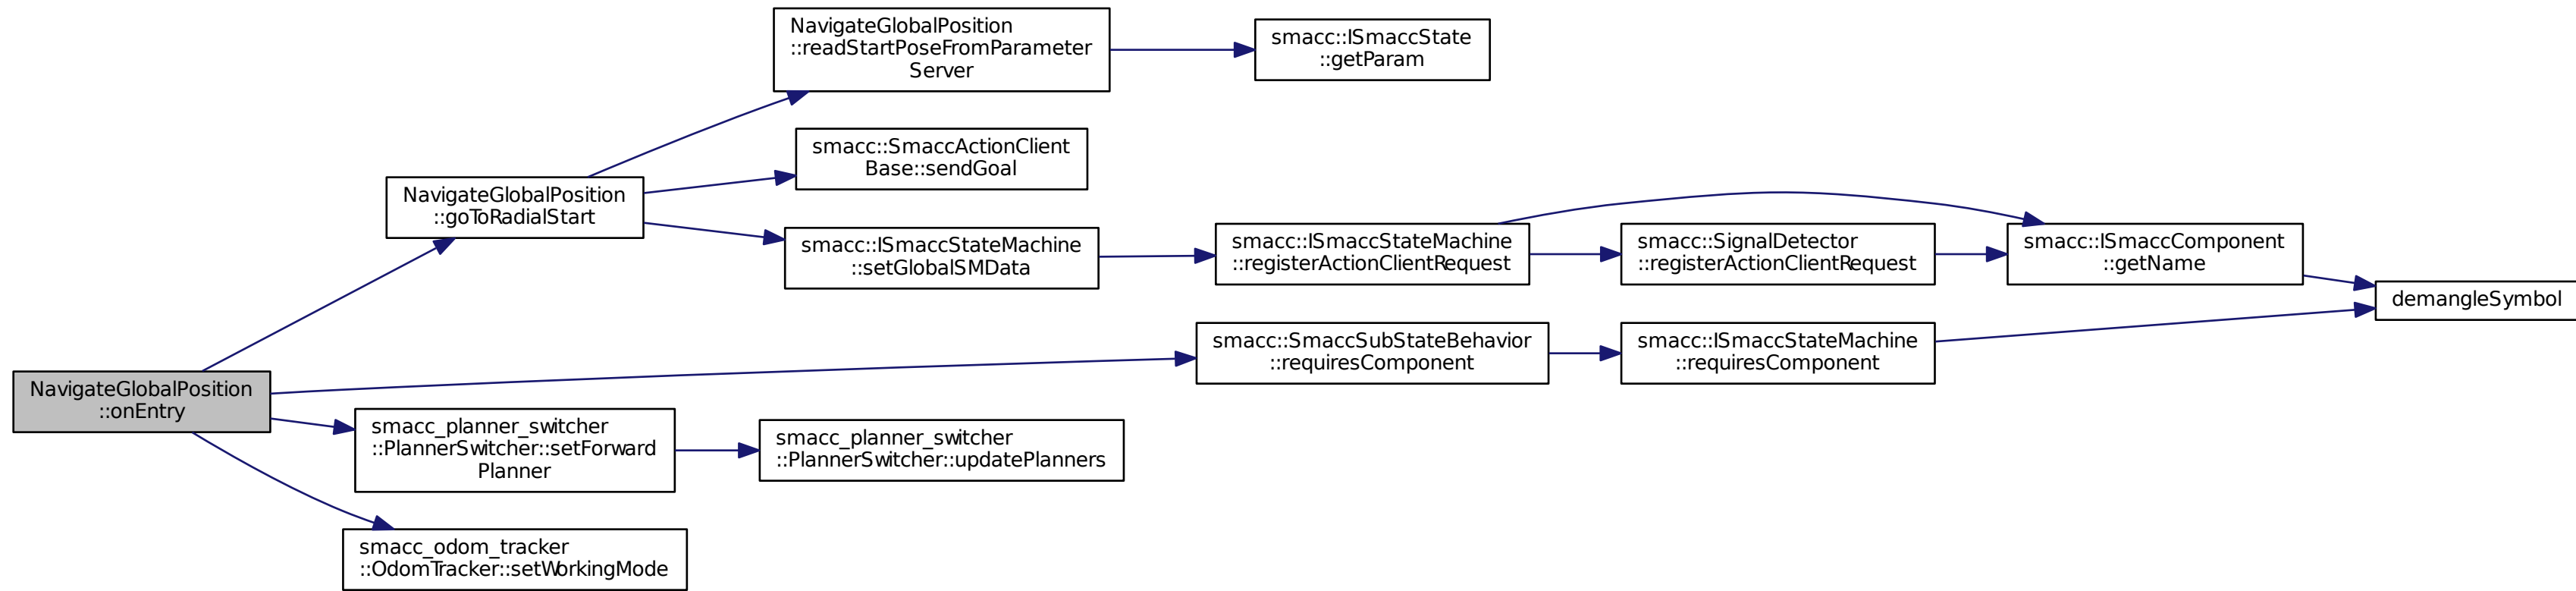 NavigateGlobalPosition
::readStartPoseFromParameter
Server
smacc::ISmaccState
::getParam
smacc::SmaccActionClient
Base::sendGoal
NavigateGlobalPosition
::goToRadialStart
smacc::ISmaccStateMachine
::setGlobalSMData
smacc::ISmaccStateMachine
::registerActionClientRequest
smacc::SignalDetector
::registerActionClientRequest
smacc::ISmaccComponent
::getName
demangleSymbol
smacc::SmaccSubStateBehavior
::requiresComponent
smacc::ISmaccStateMachine
::requiresComponent
NavigateGlobalPosition
::onEntry
smacc_planner_switcher
::PlannerSwitcher::setForward
Planner
smacc_planner_switcher
::PlannerSwitcher::updatePlanners
smacc_odom_tracker
::OdomTracker::setWorkingMode